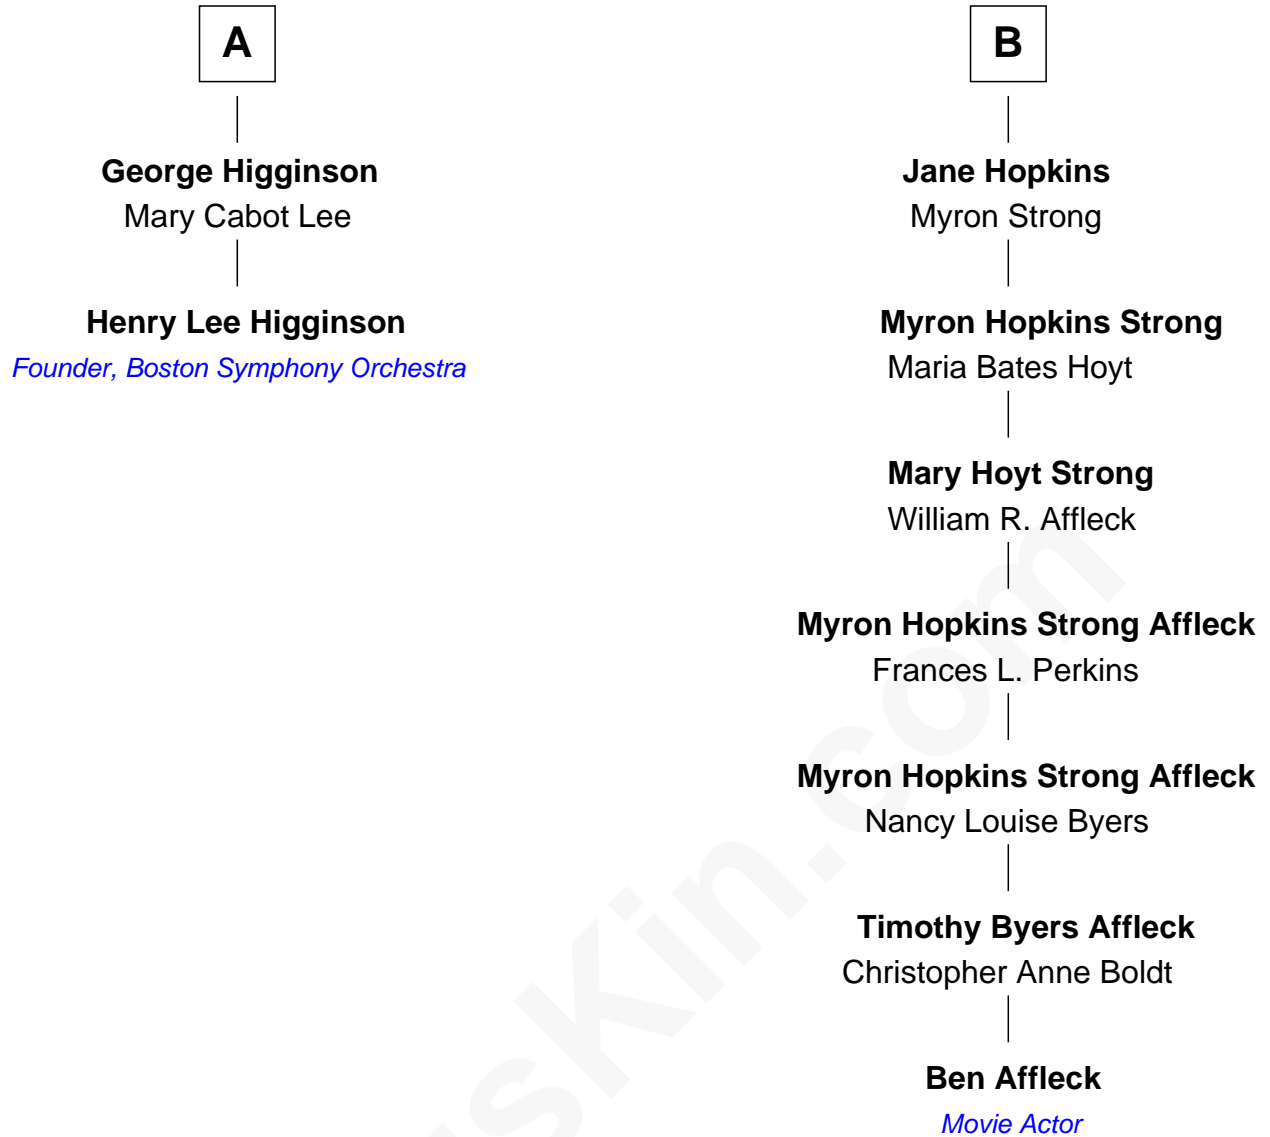 A
George Higginson
Mary Cabot Lee
Henry Lee Higginson
Founder, Boston Symphony Orchestra
B
Jane Hopkins
Myron Strong
Myron Hopkins Strong
Maria Bates Hoyt
Mary Hoyt Strong
William R. Affleck
Myron Hopkins Strong Affleck
Frances L. Perkins
Myron Hopkins Strong Affleck
Nancy Louise Byers
Timothy Byers Affleck
Christopher Anne Boldt
Ben Affleck
Movie Actor
sKin.com